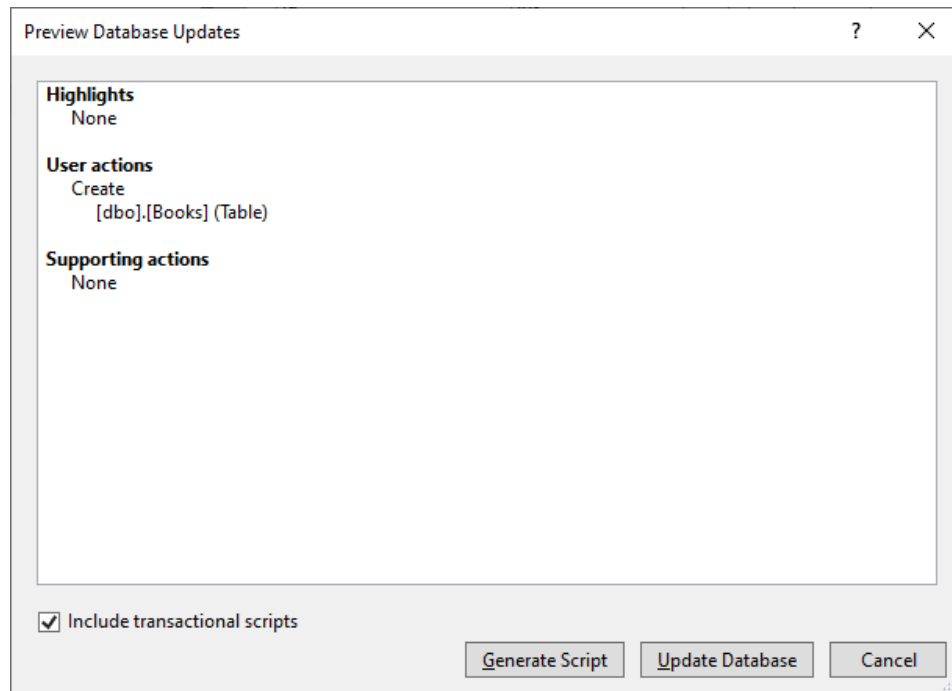 Preview Database Updates ?
Highlights
None
User actions
Create
[dbo].[Books] (Table)
Supporting actions
None
Include transactional scripts
Generate Script Update Database Cancel